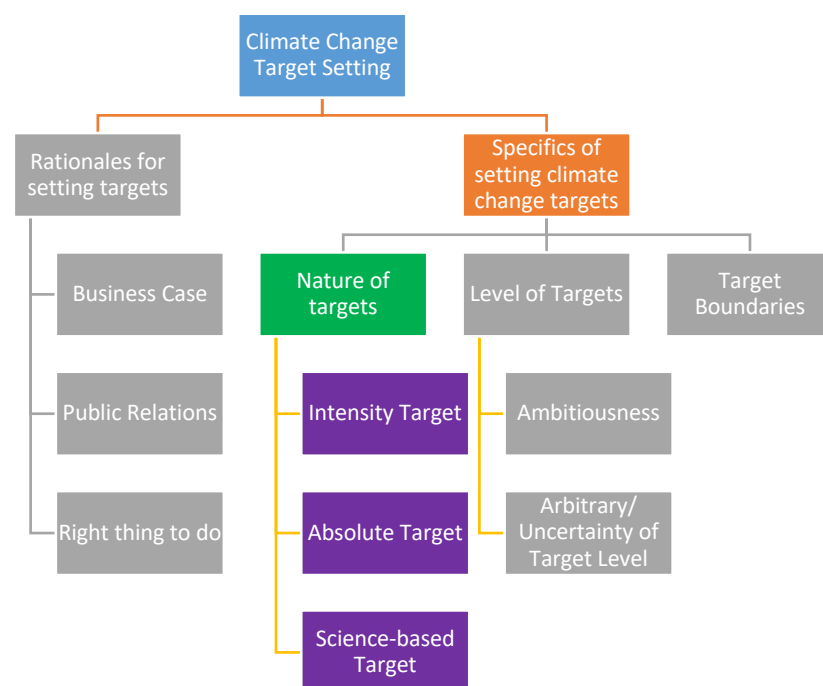 Climate Change
Target Setting
Rationales for
setting targets
Specifics of
setting climate
change targets
Business Case
Public Relations
Right thing to do
Nature of
targets
Level of Targets
Target
Boundaries
Intensity Target
Absolute Target
Science-based
Target
Ambitiousness
Arbitrary/
Uncertainty of
Target Level